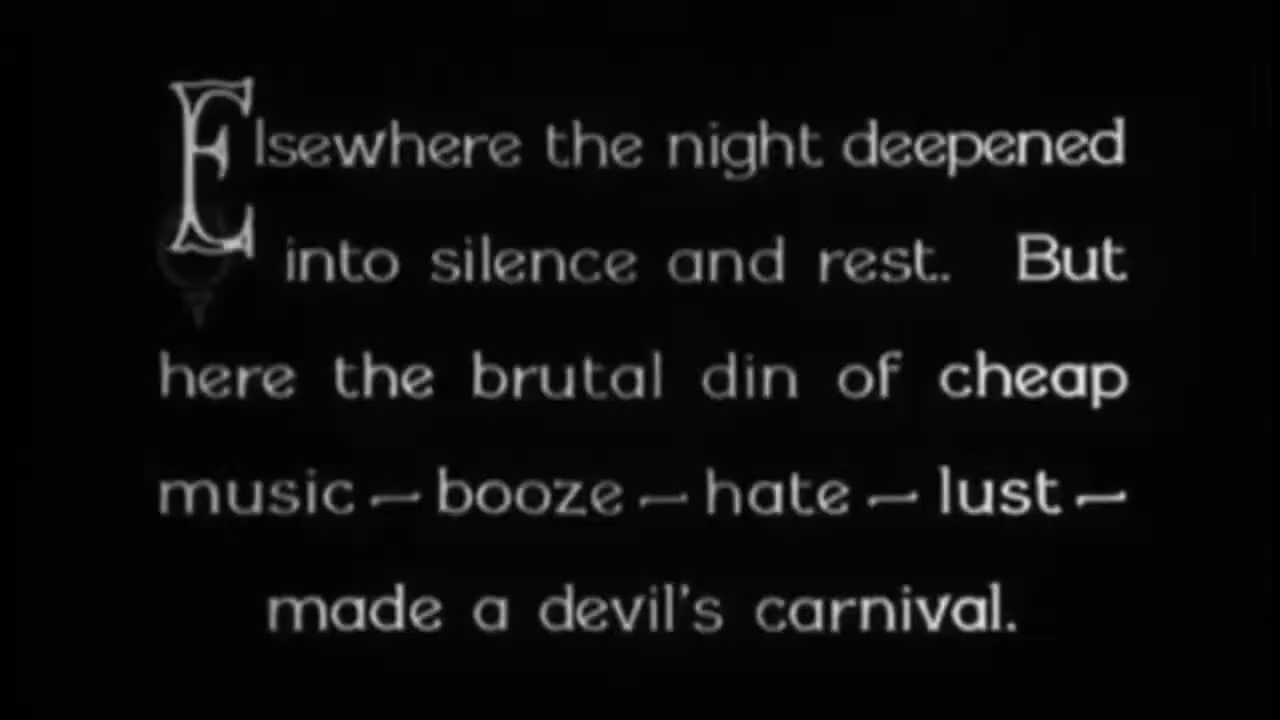 Elsewhere the night deepened
into silence and rest. But
here the brutal din of cheap
music — booze — hate — lust —
made a devil's carnival.